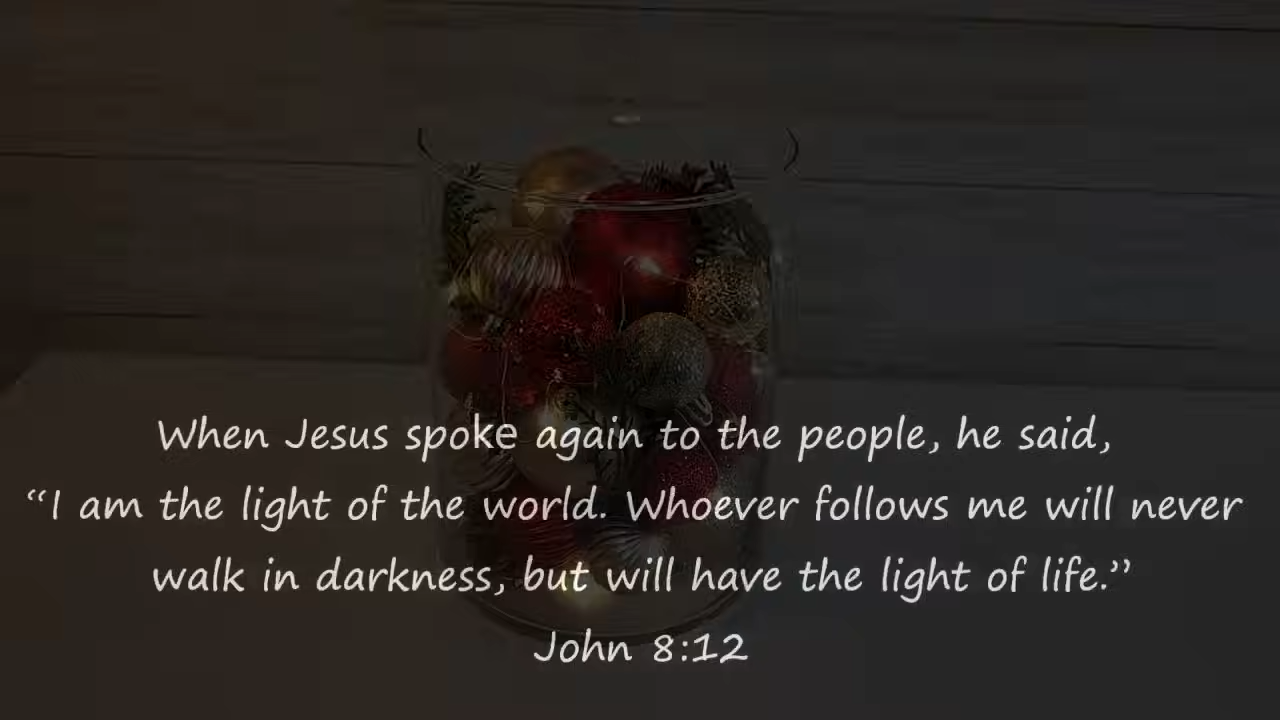 When Jesus spoke again to the people, he said,
“I am the light of the world. Whoever follows me will never
walk in darkness, but will have the light of life.”
John 8:12